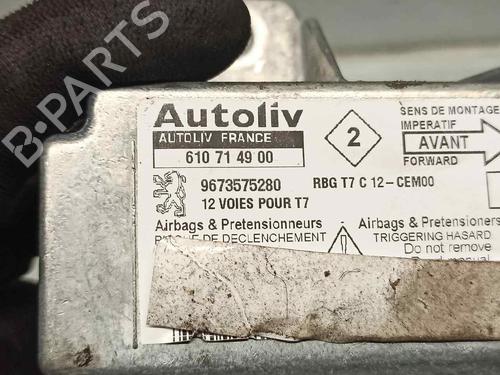 B-PARTS
Autoliv
AUTOLIV FRANCE
610 71 49 00
2
SENS DE MONTAGE
IMPERATIF
AVANT
FORWARD
9673575280
RBG T7 C 12-CEM00
12 VOIES POUR T7
Airbags & Pretensionneurs
DE DECLENCHEMENT
Airbags & Pretensioners
TRIGGERING HASARD
Do not remove